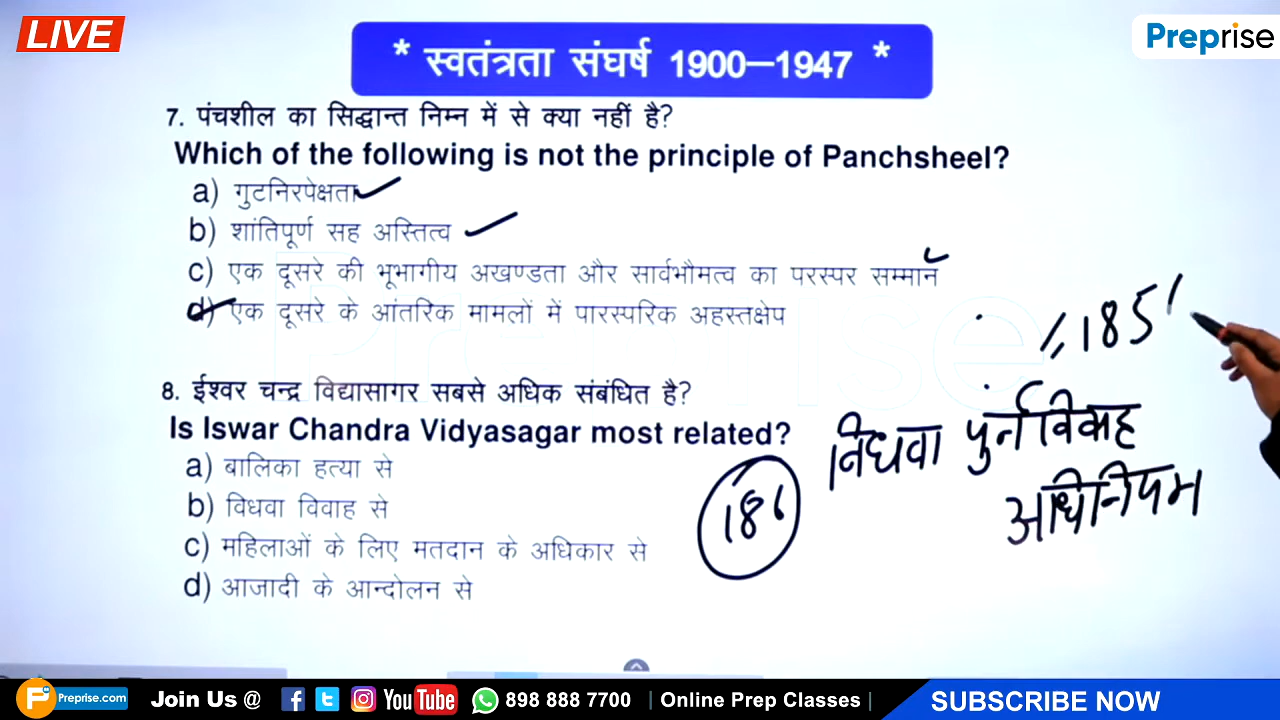 LIVE
Preprise
* स्वतंत्रता संघर्ष 1900–1947 *
7. पंचशील का सिद्धान्त निम्न में से क्या नहीं है?
Which of the following is not the principle of Panchsheel?
a) गुटनिरपेक्षता
b) शांतिपूर्ण सह अस्तित्व
c) एक दूसरे की भूभागीय अखण्डता और सार्वभौमत्व का परस्पर सम्मान
d) एक दूसरे के आंतरिक मामलों में पारस्परिक अहस्तक्षेप
185
8. ईश्वर चन्द्र विद्यासागर सबसे अधिक संबंधित है?
Is Iswar Chandra Vidyasagar most related?
विधवा पुर्नविवाह
अधिनियम
a) बालिका हत्या से
b) विधवा विवाह से
186
c) महिलाओं के लिए मतदान के अधिकार से
d) आजादी के आन्दोलन से
Preprise.com Join Us @ YouTube 898 888 7700 | Online Prep Classes | SUBSCRIBE NOW